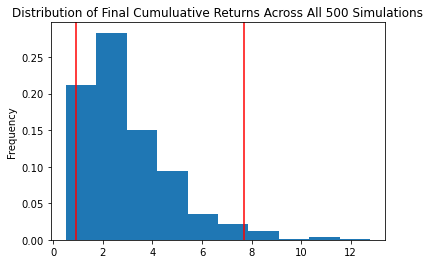 Distribution of Final Cumuluative Returns Across All 500 Simulations
Frequency
0.25
0.20
0.15
0.10
0.05
0.00
0 2 4 6 8 10 12